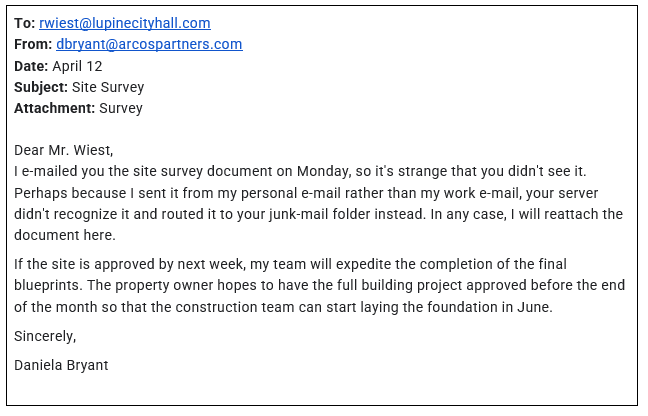 To: rwiest@lupinecityhall.com
From: dbryant@arcospartners.com
Date: April 12
Subject: Site Survey
Attachment: Survey
Dear Mr. Wiest,
I e-mailed you the site survey document on Monday, so it's strange that you didn't see it.
Perhaps because I sent it from my personal e-mail rather than my work e-mail, your server
didn't recognize it and routed it to your junk-mail folder instead. In any case, I will reattach the
document here.
If the site is approved by next week, my team will expedite the completion of the final
blueprints. The property owner hopes to have the full building project approved before the end
of the month so that the construction team can start laying the foundation in June.
Sincerely,
Daniela Bryant